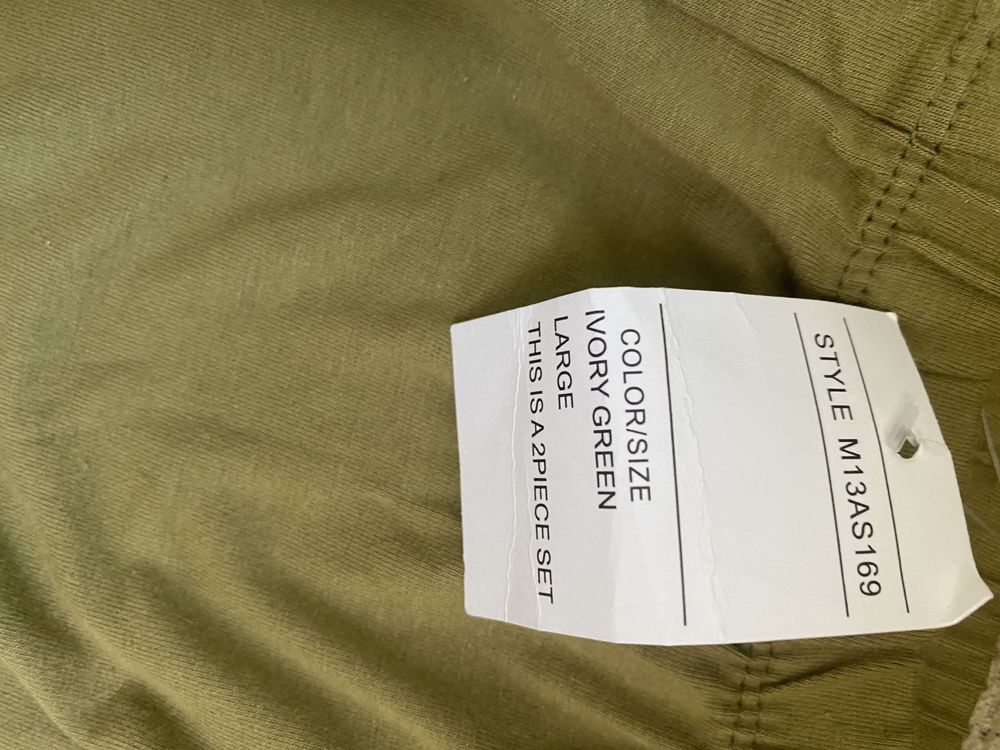 STYLE M13AS169
COLOR/SIZE
IVORY GREEN
LARGE
THIS IS A 2PIECE SET